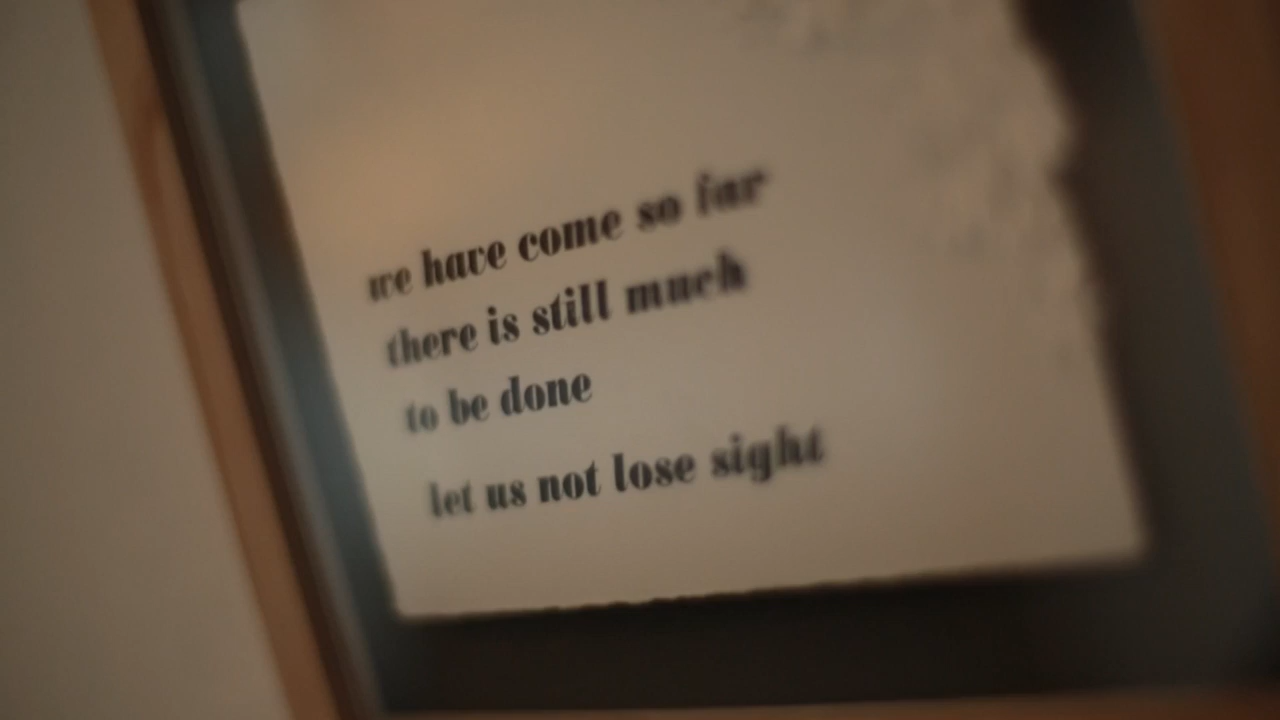 we have come so far
there is still much
to be done
let us not lose sight